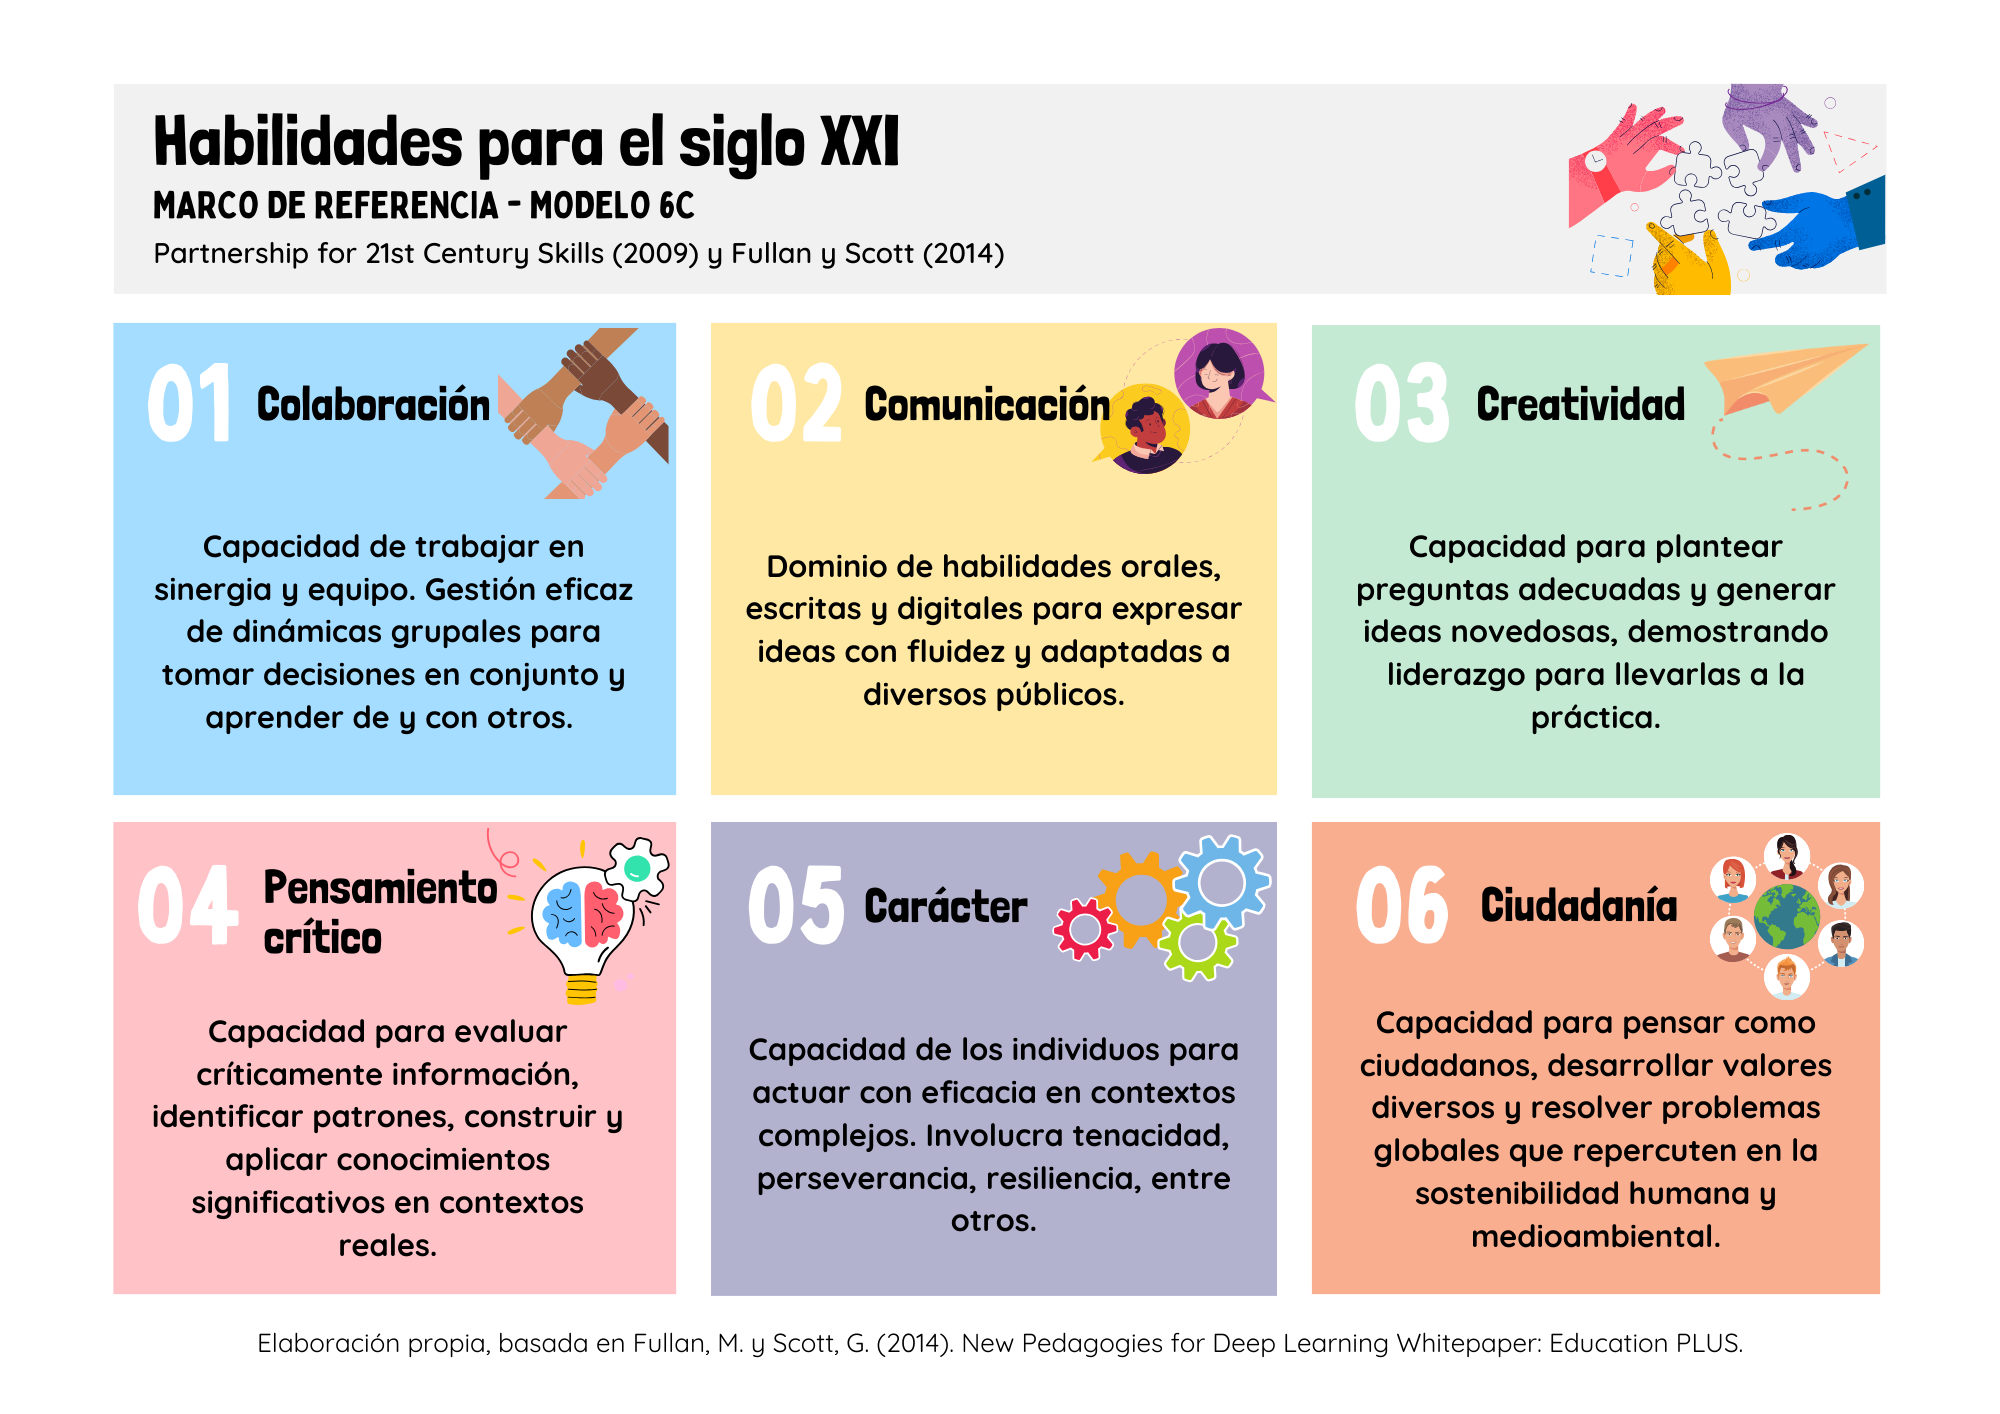 Habilidades para el siglo XXI
MARCO DE REFERENCIA - MODELO 6C
Partnership for 21st Century Skills (2009) y Fullan y Scott (2014)
01 Colaboración
Capacidad de trabajar en
sinergia y equipo. Gestión eficaz
de dinámicas grupales para
tomar decisiones en conjunto y
aprender de y con otros.
02 Comunicación
Dominio de habilidades orales,
escritas y digitales para expresar
ideas con fluidez y adaptadas a
diversos públicos.
03 Creatividad
Capacidad para plantear
preguntas adecuadas y generar
ideas novedosas, demostrando
liderazgo para llevarlas a la
práctica.
04 Pensamiento
crítico
Capacidad para evaluar
críticamente información,
identificar patrones, construir y
aplicar conocimientos
significativos en contextos
reales.
05 Carácter
Capacidad de los individuos para
actuar con eficacia en contextos
complejos. Involucra tenacidad,
perseverancia, resiliencia, entre
otros.
06 Ciudadanía
Capacidad para pensar como
ciudadanos, desarrollar valores
diversos y resolver problemas
globales que repercuten en la
sostenibilidad humana y
medioambiental.
Elaboración propia, basada en Fullan, M. y Scott, G. (2014). New Pedagogies for Deep Learning Whitepaper: Education PLUS.